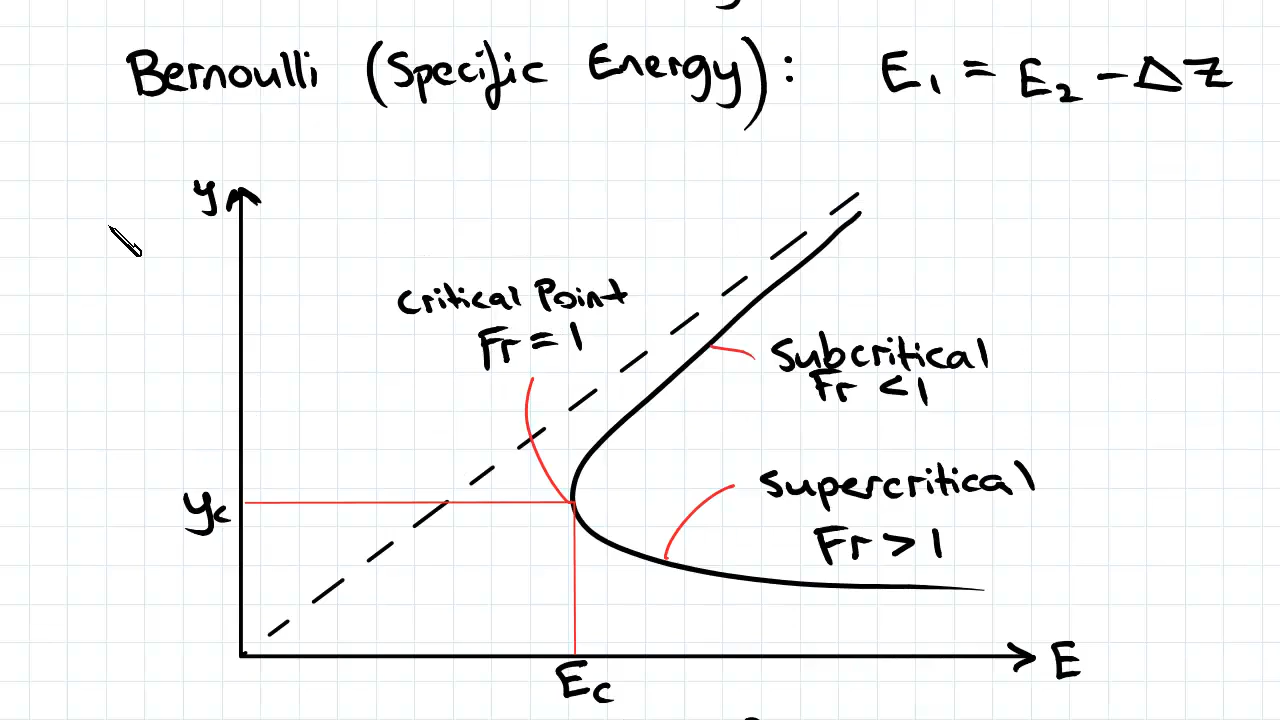 Bernoulli (Specific Energy): E₁ = E₂ - Δz
y
Critical Point
Fr = 1
Subcritical
Fr < 1
Supercritical
Fr > 1
yc
E
Ec